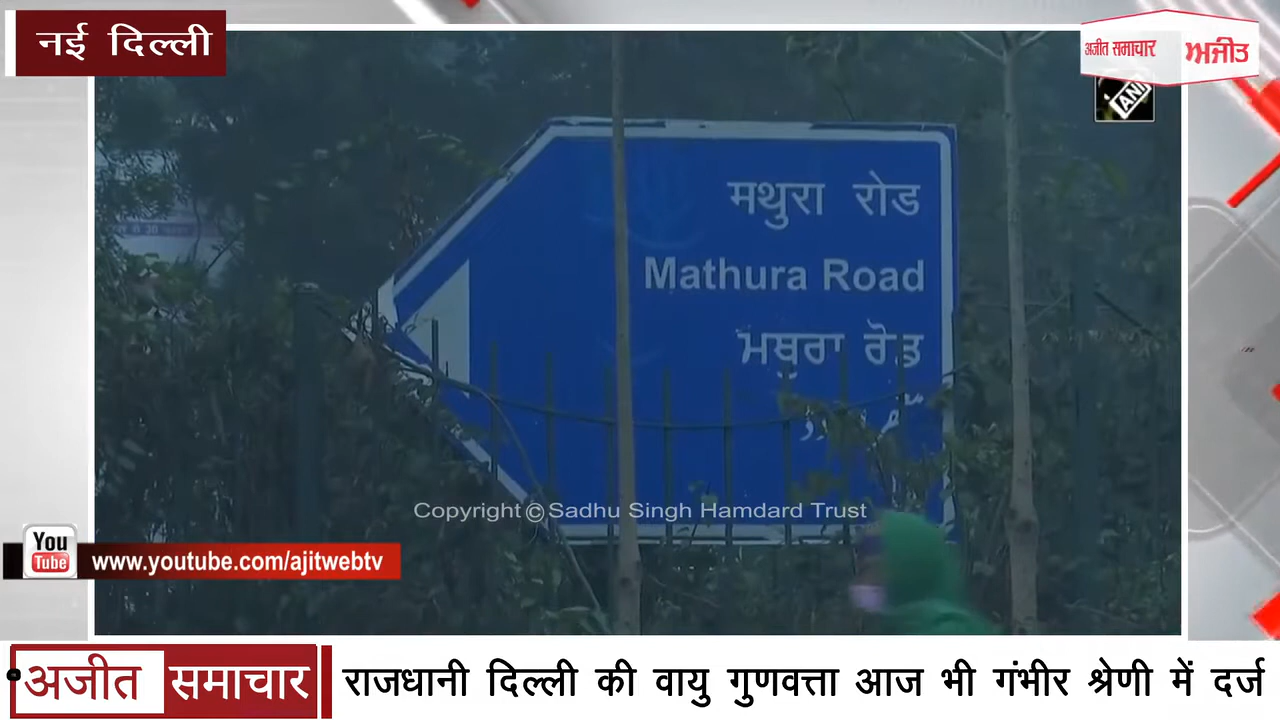 नई दिल्ली
अजीत समाचार
ਅਜੀਤ
ANI
मथुरा रोड
Mathura Road
ਮਥੁਰਾ ਰੋਡ
Copyright © Sadhu Singh Hamdard Trust
You
Tube
www.youtube.com/ajitwebtv
अजीत समाचार
राजधानी दिल्ली की वायु गुणवत्ता आज भी गंभीर श्रेणी में दर्ज